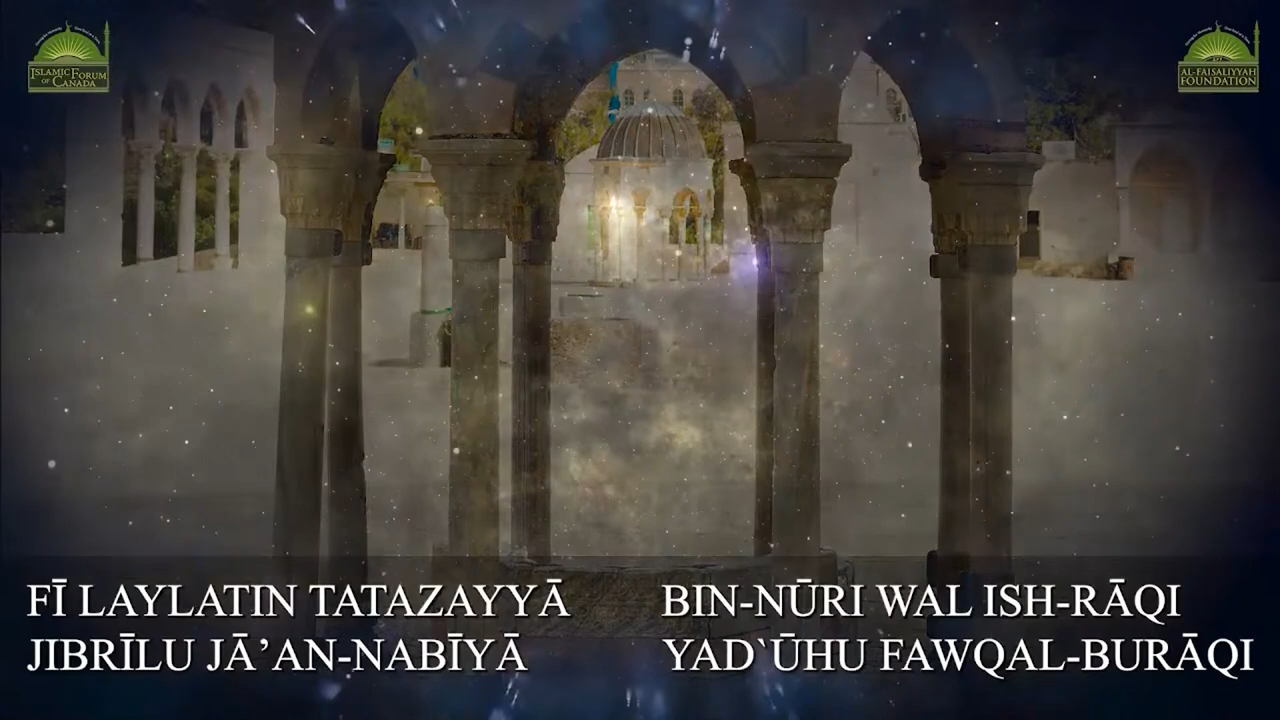 ISLAMIC FORUM
OF CANADA
AL-FAISALIYYAH
FOUNDATION
FĪ LAYLATIN TATAZAYYĀ BIN-NŪRI WAL ISH-RĀQI
JIBRĪLU JĀ’AN-NABĪYĀ YAD`ŪHU FAWQAL-BURĀQI